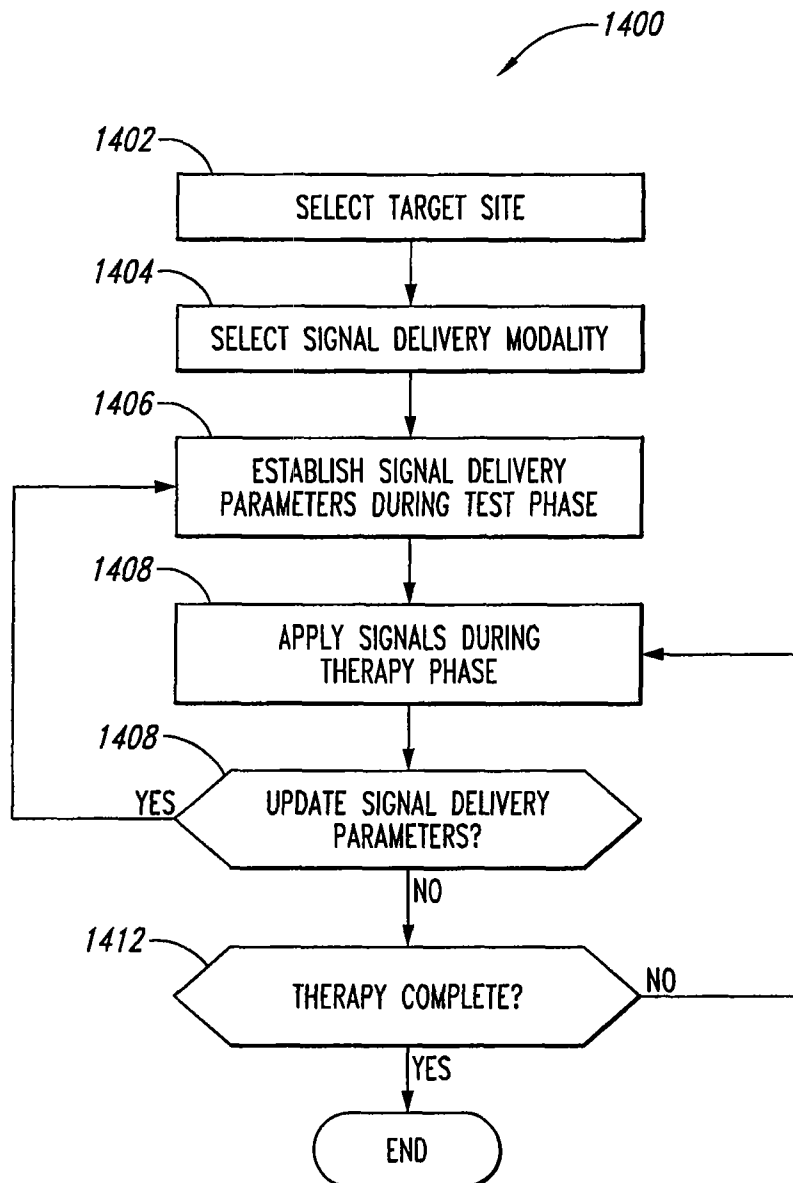 1400
1402
SELECT TARGET SITE
1404
SELECT SIGNAL DELIVERY MODALITY
1406
ESTABLISH SIGNAL DELIVERY
PARAMETERS DURING TEST PHASE
1408
APPLY SIGNALS DURING
THERAPY PHASE
1408
YES
UPDATE SIGNAL DELIVERY
PARAMETERS?
NO
1412
THERAPY COMPLETE?
NO
YES
END